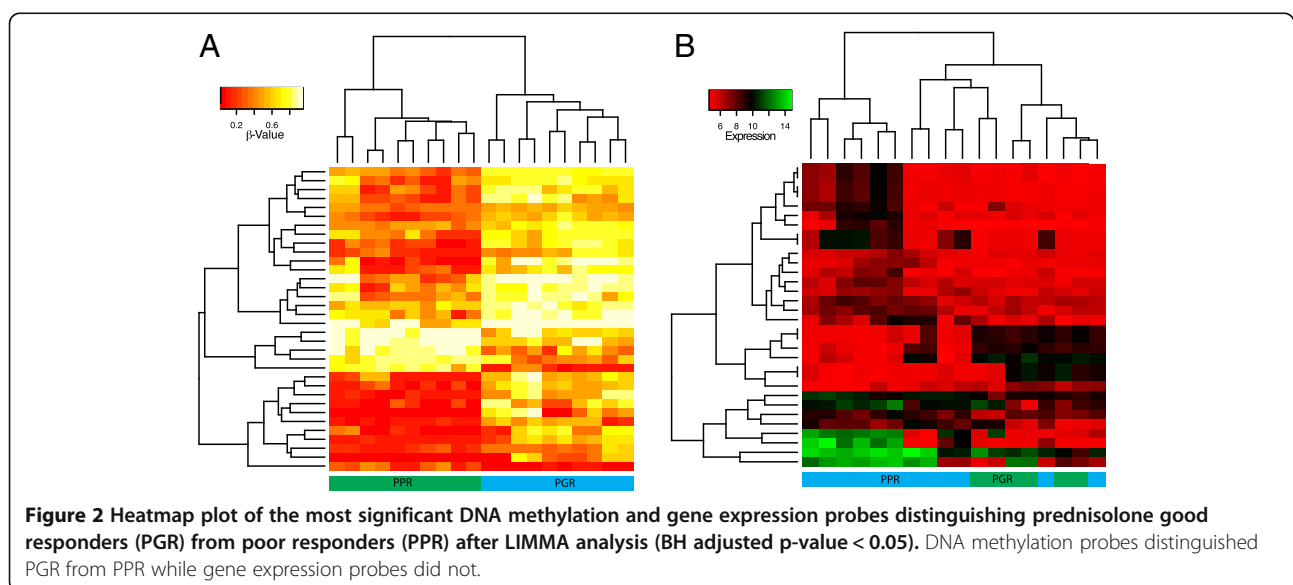 A
B
0.2 0.6
β-Value
6 8 10 14
Expression
PPR PGR
PPR PGR
Figure 2 Heatmap plot of the most significant DNA methylation and gene expression probes distinguishing prednisolone good
responders (PGR) from poor responders (PPR) after LIMMA analysis (BH adjusted p-value < 0.05). DNA methylation probes distinguished
PGR from PPR while gene expression probes did not.